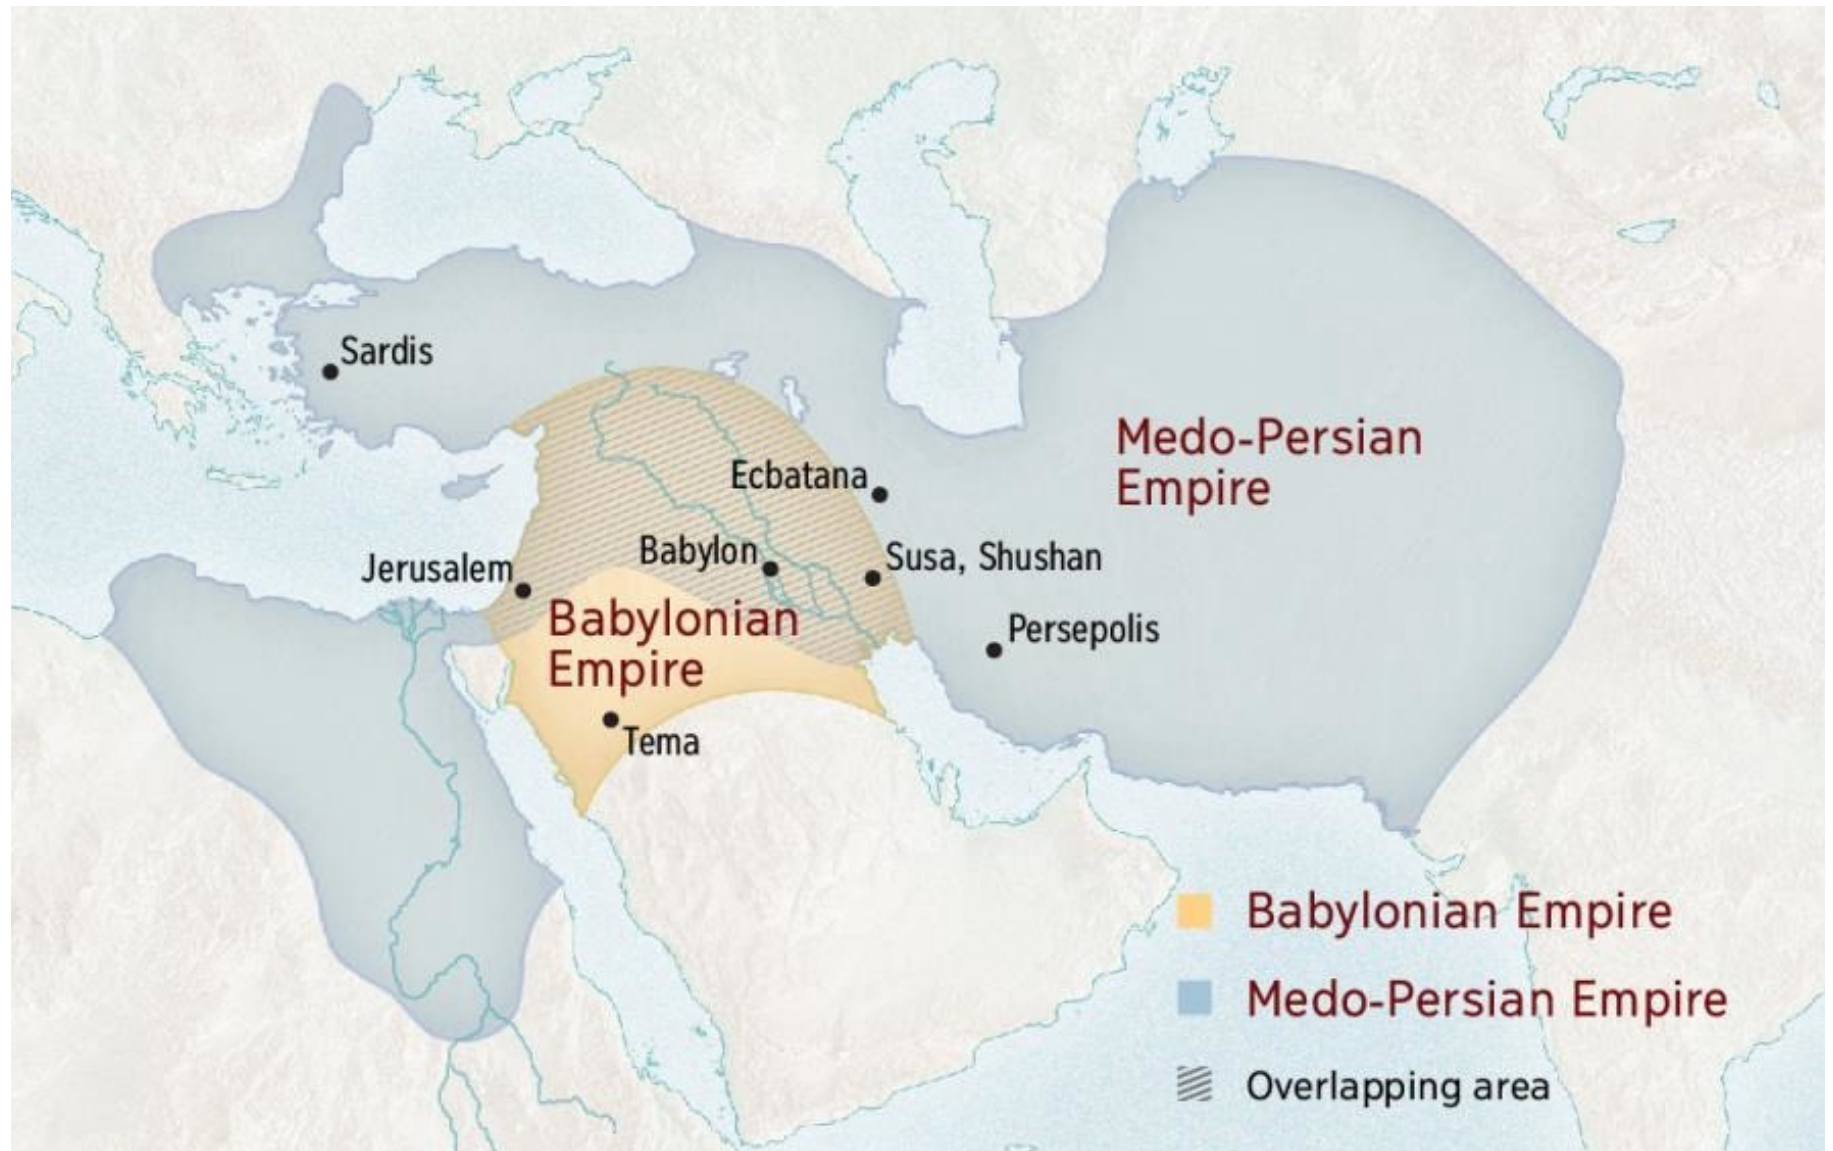 Sardis
Medo-Persian
Empire
Ecbatana
Babylon
Susa, Shushan
Jerusalem
Babylonian
Empire
Persepolis
Tema
Babylonian Empire
Medo-Persian Empire
Overlapping area